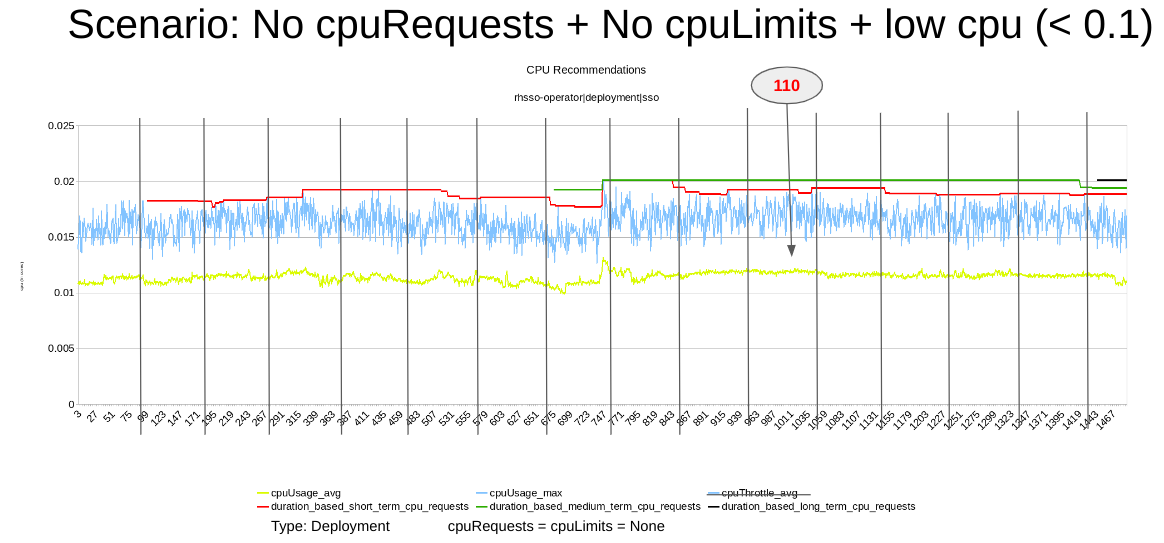 Scenario: No cpuRequests + No cpuLimits + low cpu (< 0.1)
CPU Recommendations
110
rhsso-operator|deployment|sso
0.025
0.02
0.015
0.01
0.005
0
3 27 51 75 99 123 147 171 195 219 243 267 291 315 339 363 387 411 435 459 483 507 531 555 579 603 627 651 675 699 723 747 771 795 819 843 867 891 915 939 963 987 1011 1035 1059 1083 1107 1131 1155 1179 1203 1227 1251 1275 1299 1323 1347 1371 1395 1419 1443 1467
cpuUsage_avg cpuUsage_max cpuThrottle_avg
duration_based_short_term_cpu_requests duration_based_medium_term_cpu_requests duration_based_long_term_cpu_requests
Type: Deployment cpuRequests = cpuLimits = None